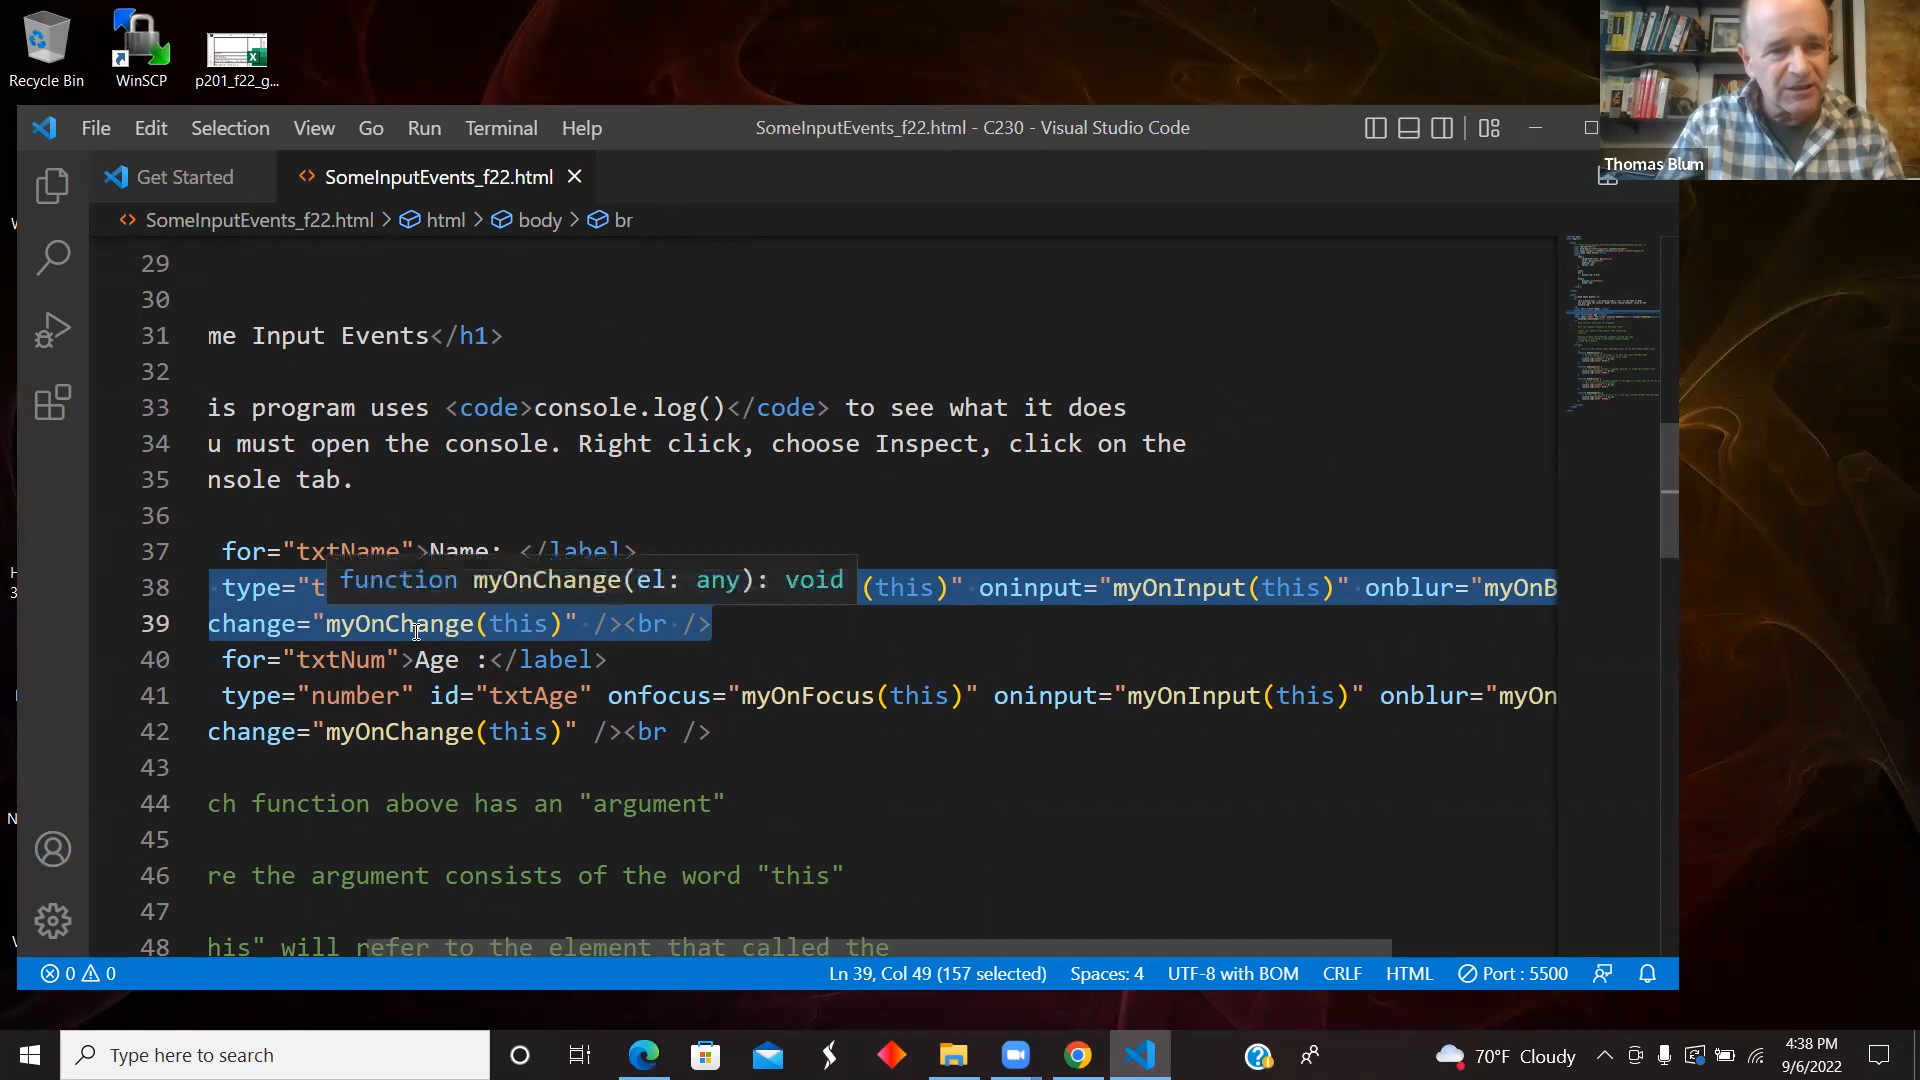 Recycle Bin
WinSCP
p201_f22_g...
File Edit Selection View Go Run Terminal Help
SomeInputEvents_f22.html - C230 - Visual Studio Code
Thomas Blum
Get Started
SomeInputEvents_f22.html
SomeInputEvents_f22.html > html > body > br
29
30
31 me Input Events</h1>
32
33 is program uses <code>console.log()</code> to see what it does
34 u must open the console. Right click, choose Inspect, click on the
35 nsole tab.
36
37 for="txtName">Name: </label>
function myOnChange(el: any): void
38 type="t (this)" oninput="myOnInput(this)" onblur="myOnB
39 change="myOnChange(this)" /><br />
40 for="txtNum">Age :</label>
41 type="number" id="txtAge" onfocus="myOnFocus(this)" oninput="myOnInput(this)" onblur="myOn
42 change="myOnChange(this)" /><br />
43
44 ch function above has an "argument"
45
46 re the argument consists of the word "this"
47
48 his" will refer to the element that called the
0 0
Ln 39, Col 49 (157 selected) Spaces: 4 UTF-8 with BOM CRLF HTML Port : 5500
Type here to search
70°F Cloudy
4:38 PM
9/6/2022